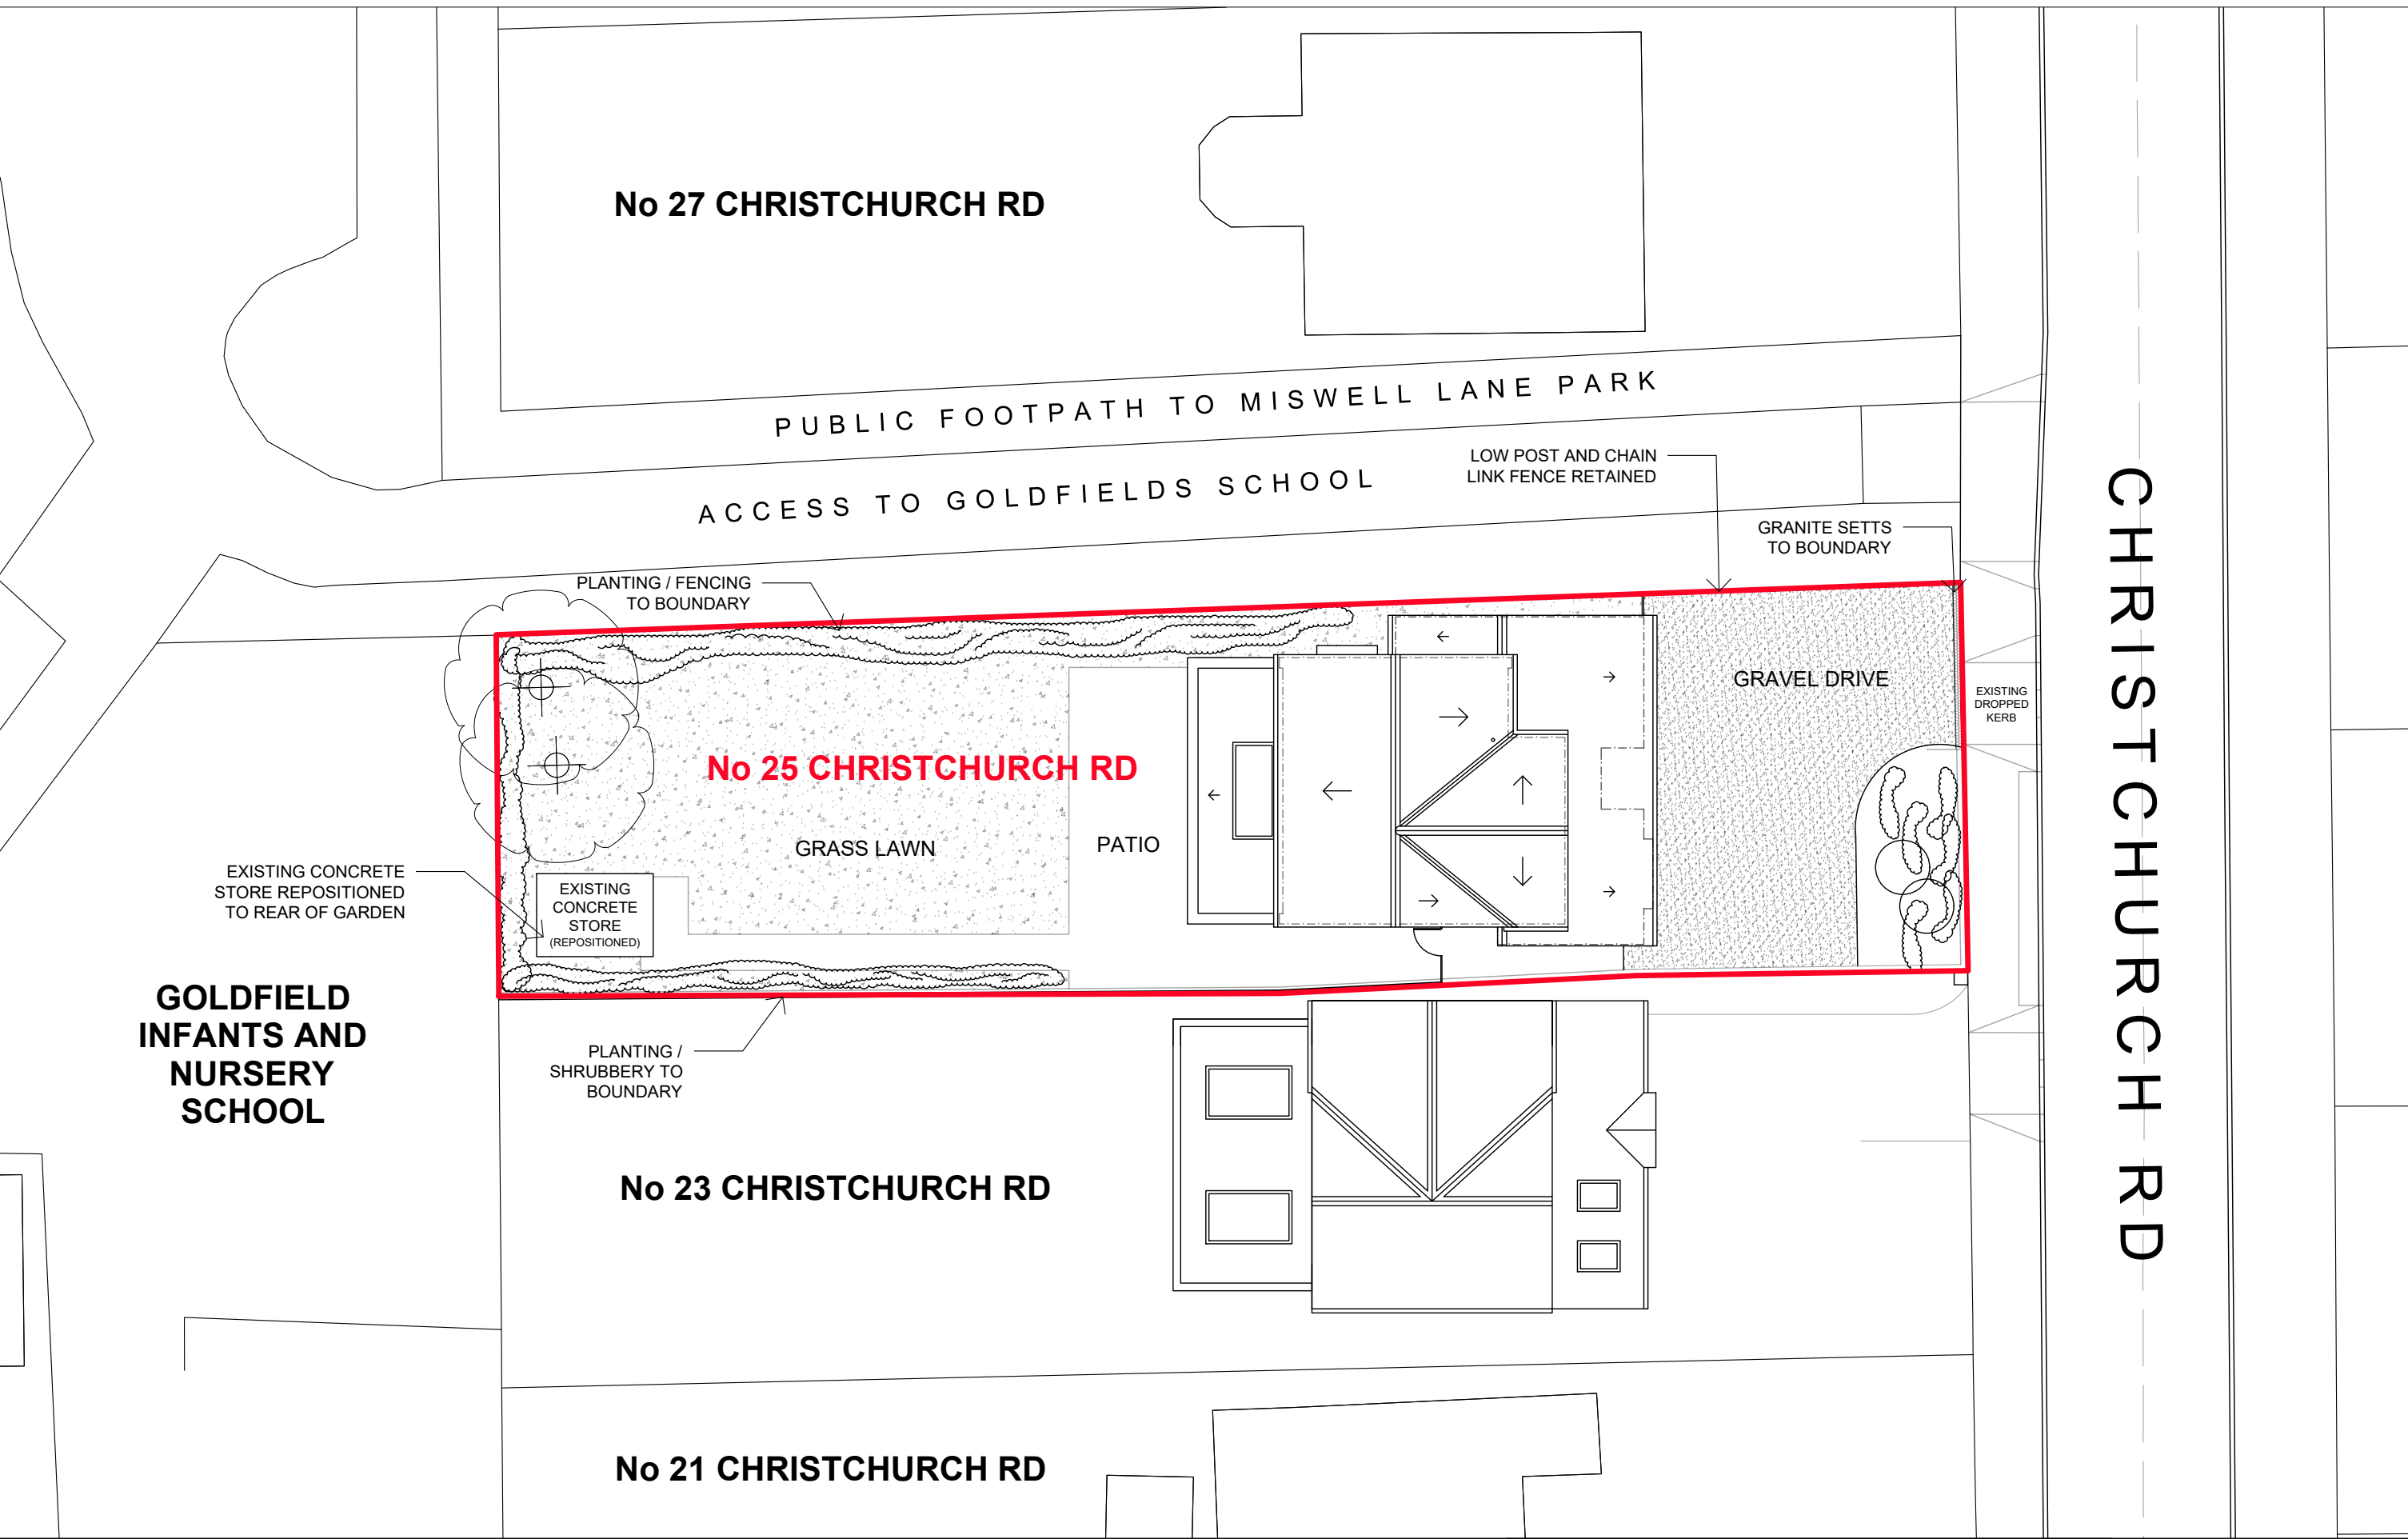 No 27 CHRISTCHURCH RD
PUBLIC FOOTPATH TO MISWELL LANE PARK
ACCESS TO GOLDFIELDS SCHOOL
LOW POST AND CHAIN
LINK FENCE RETAINED
GRANITE SETTS
TO BOUNDARY
PLANTING / FENCING
TO BOUNDARY
GRAVEL DRIVE
EXISTING
DROPPED
KERB
No 25 CHRISTCHURCH RD
GRASS LAWN
PATIO
EXISTING CONCRETE
STORE REPOSITIONED
TO REAR OF GARDEN
EXISTING
CONCRETE
STORE
(REPOSITIONED)
GOLDFIELD
INFANTS AND
NURSERY
SCHOOL
PLANTING /
SHRUBBERY TO
BOUNDARY
No 23 CHRISTCHURCH RD
No 21 CHRISTCHURCH RD
CHRISTCHURCH RD